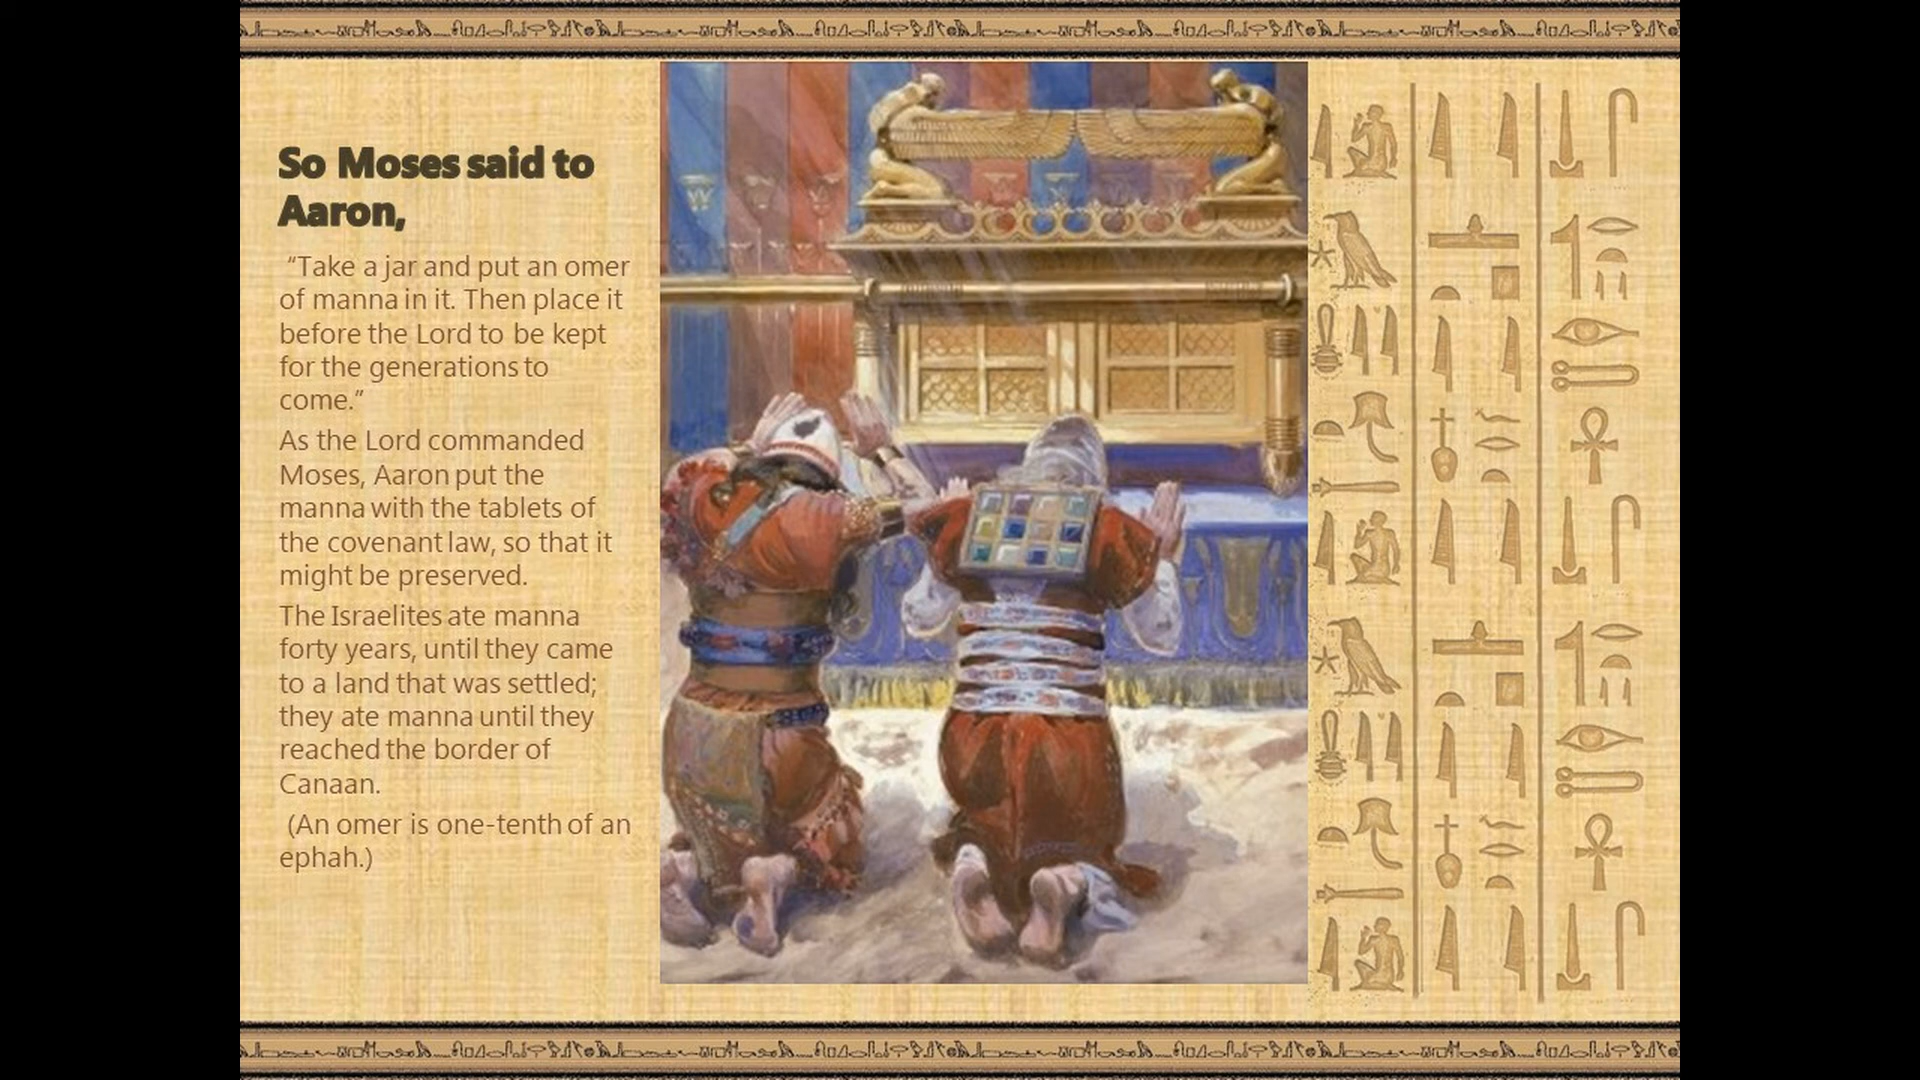 So Moses said to
Aaron,
“Take a jar and put an omer
of manna in it. Then place it
before the Lord to be kept
for the generations to
come.”
As the Lord commanded
Moses, Aaron put the
manna with the tablets of
the covenant law, so that it
might be preserved.
The Israelites ate manna
forty years, until they came
to a land that was settled;
they ate manna until they
reached the border of
Canaan.
(An omer is one-tenth of an
ephah.)